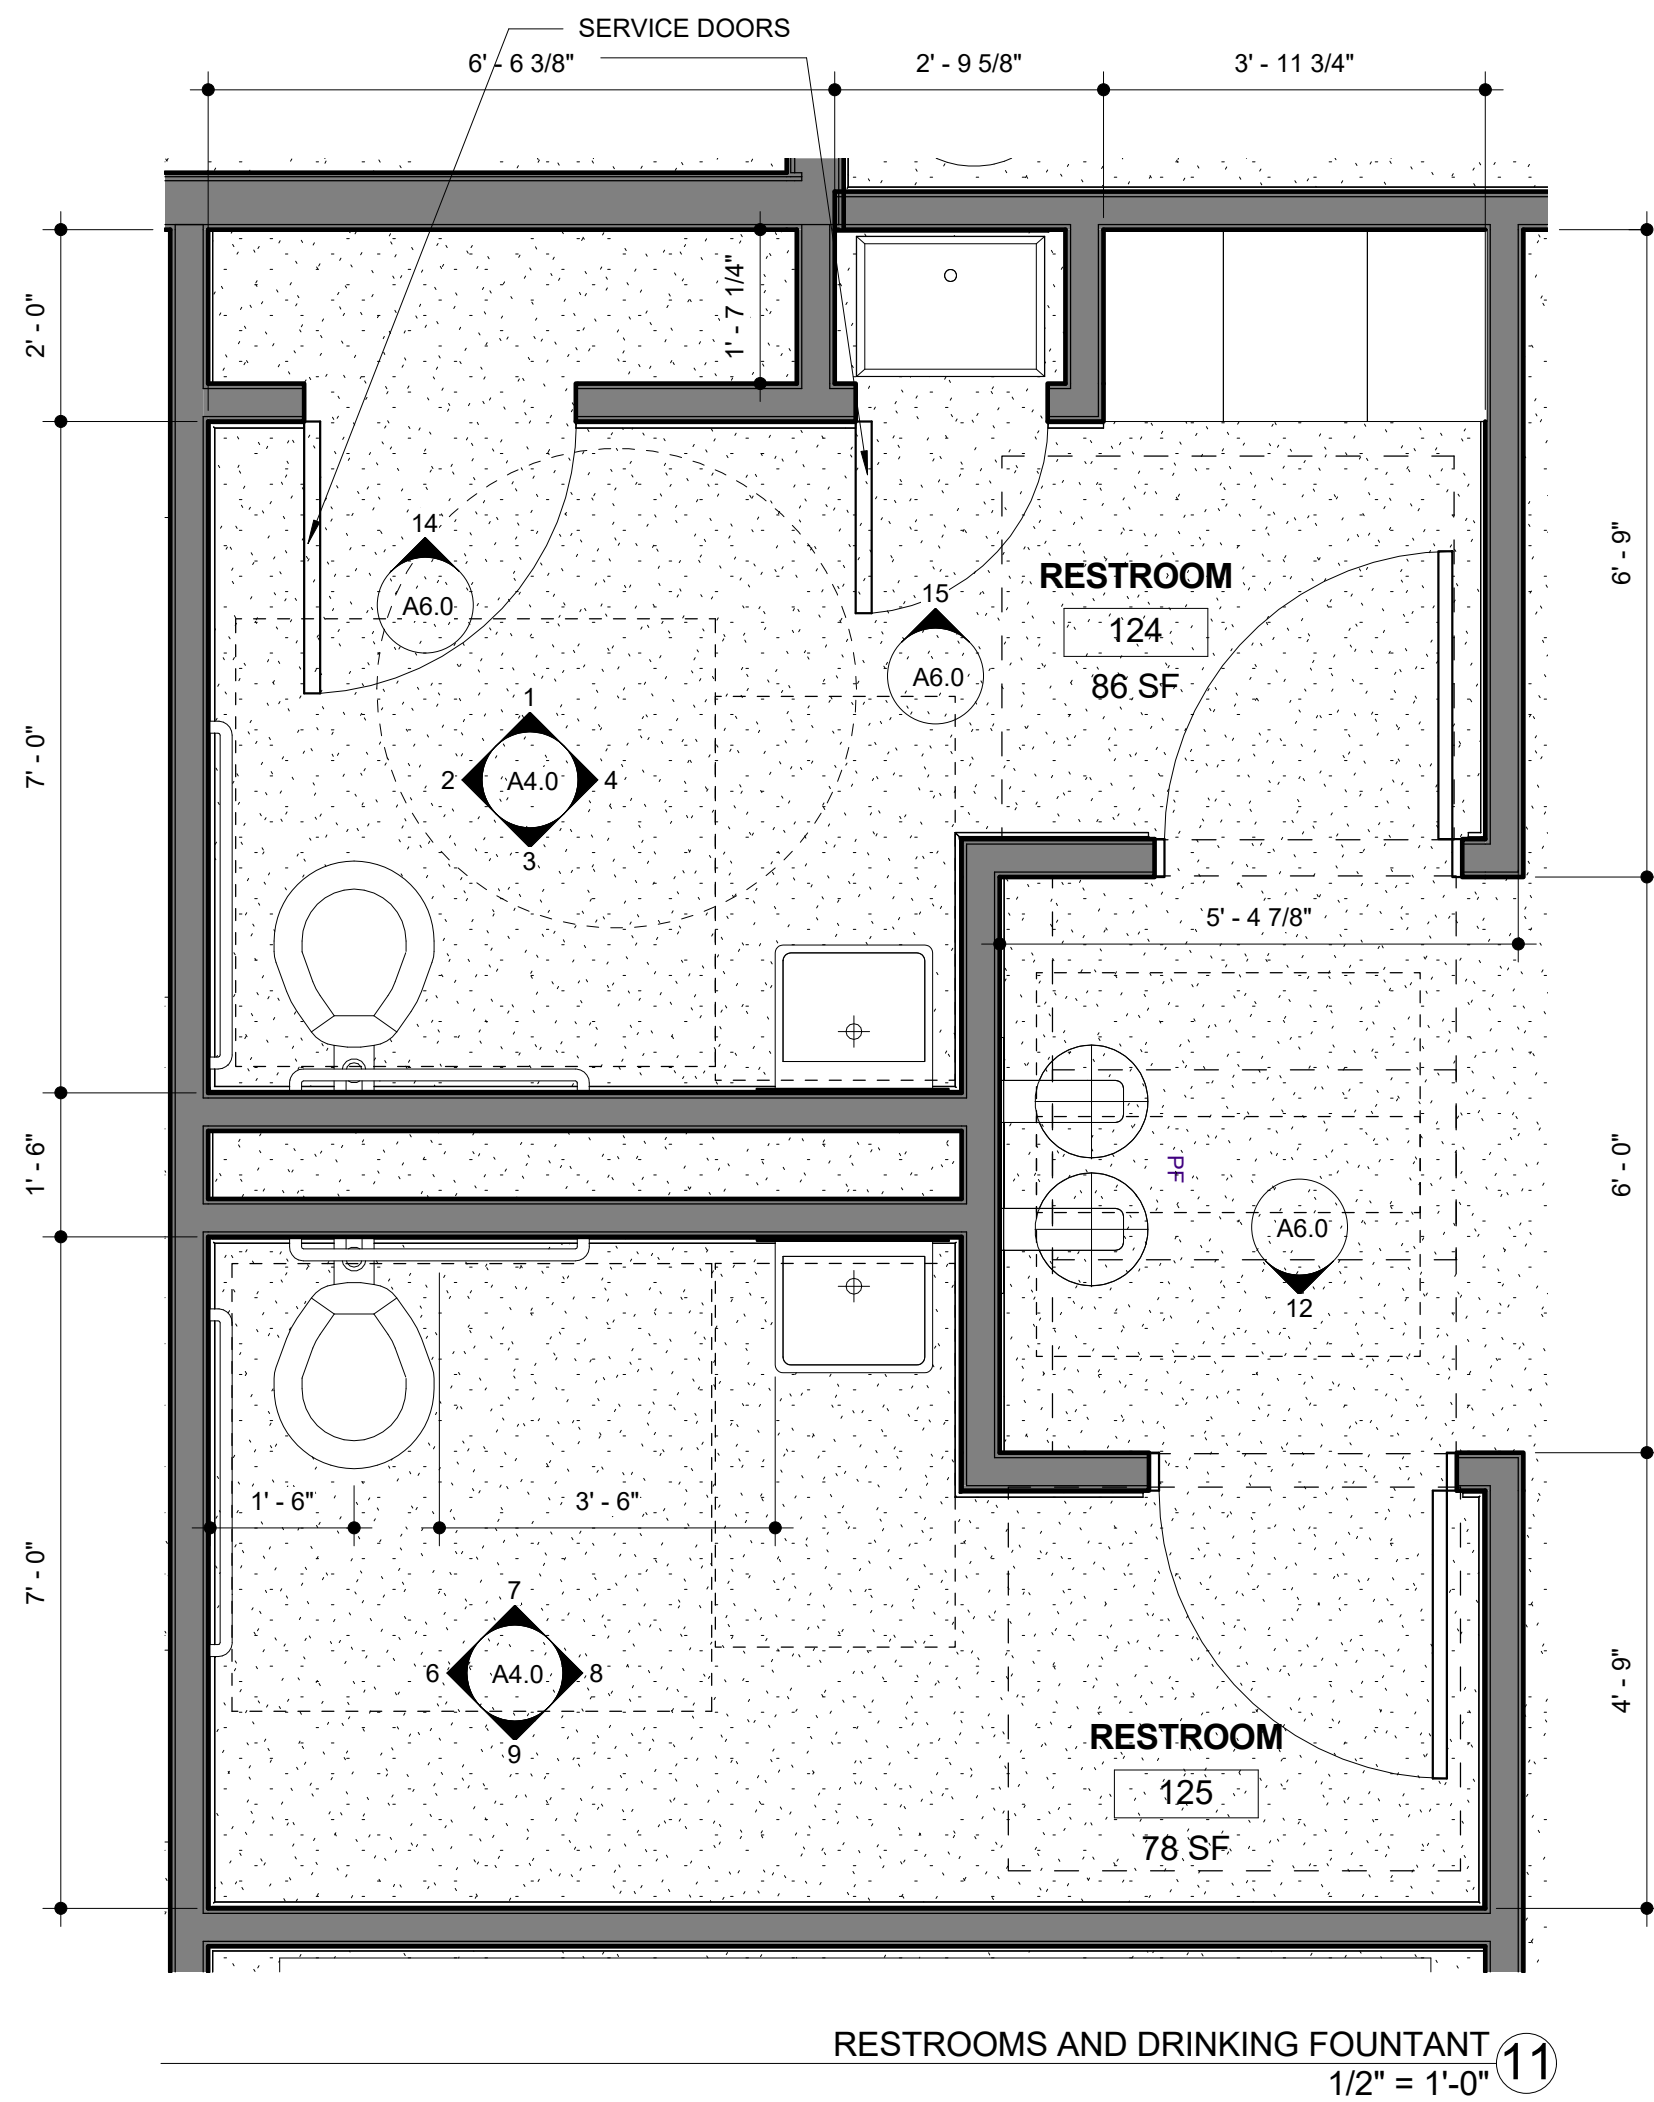 SERVICE DOORS
6' - 6 3/8"
2' - 9 5/8"
3' - 11 3/4"
2' - 0"
1' - 7 1/4"
14
A6.0
15
A6.0
RESTROOM
124
86 SF
6' - 9"
7' - 0"
1
2
A4.0
4
3
5' - 4 7/8"
1' - 6"
PF
6' - 0"
A6.0
12
1' - 6"
3' - 6"
7' - 0"
7
6
A4.0
8
9
RESTROOM
125
78 SF
4' - 9"
RESTROOMS AND DRINKING FOUNTANT
11
1/2" = 1'-0"